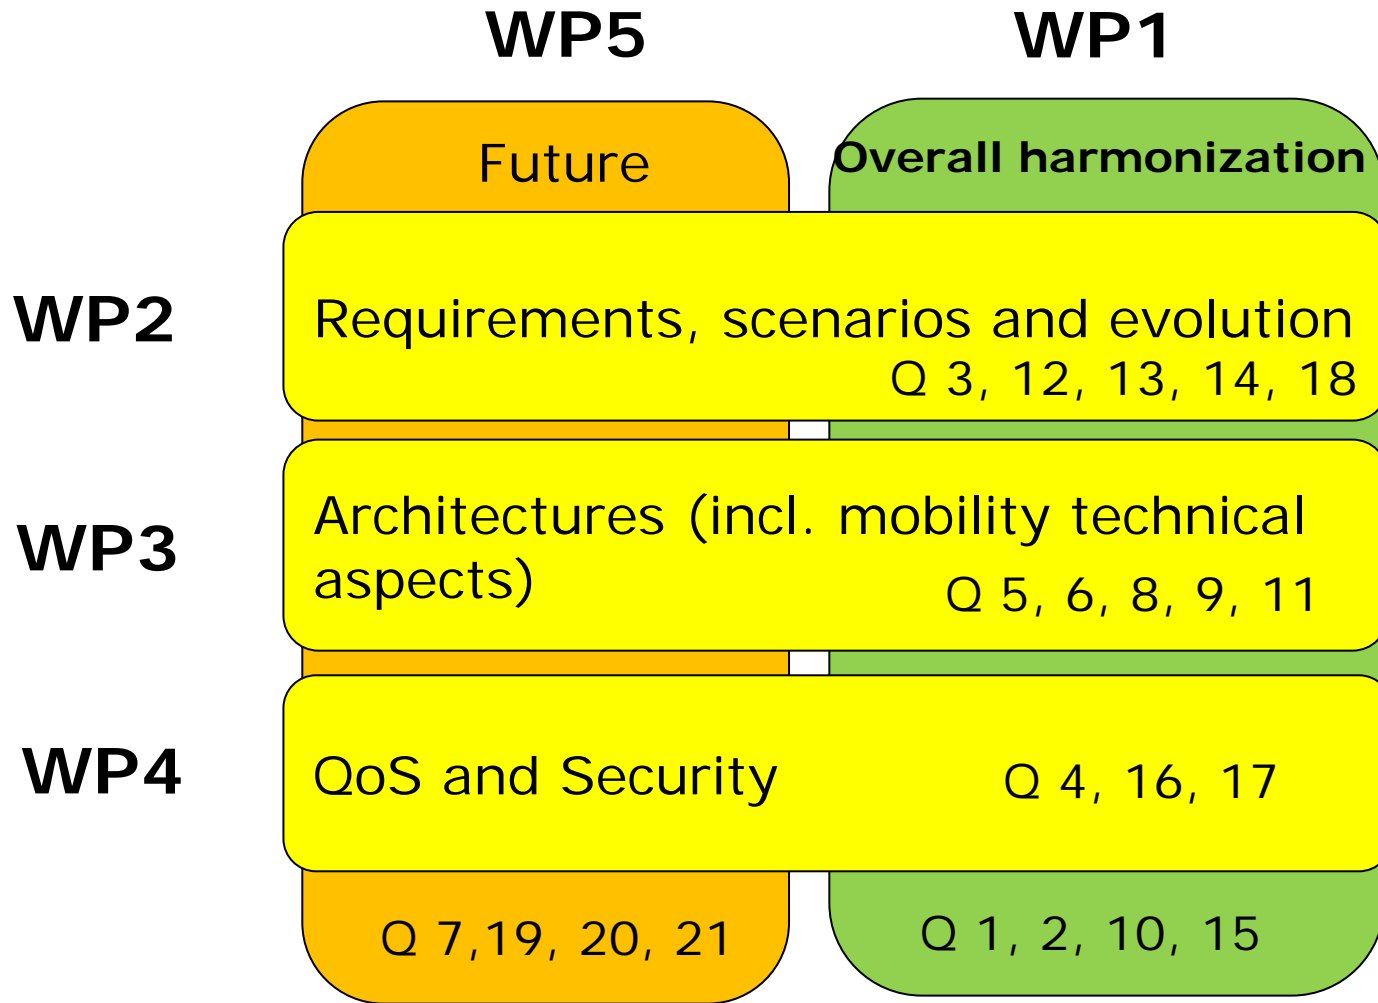 WP5
WP1
Future
Overall harmonization
WP2
Requirements, scenarios and evolution
Q 3, 12, 13, 14, 18
WP3
Architectures (incl. mobility technical
aspects)
Q 5, 6, 8, 9, 11
WP4
QoS and Security
Q 4, 16, 17
Q 7,19, 20, 21
Q 1, 2, 10, 15